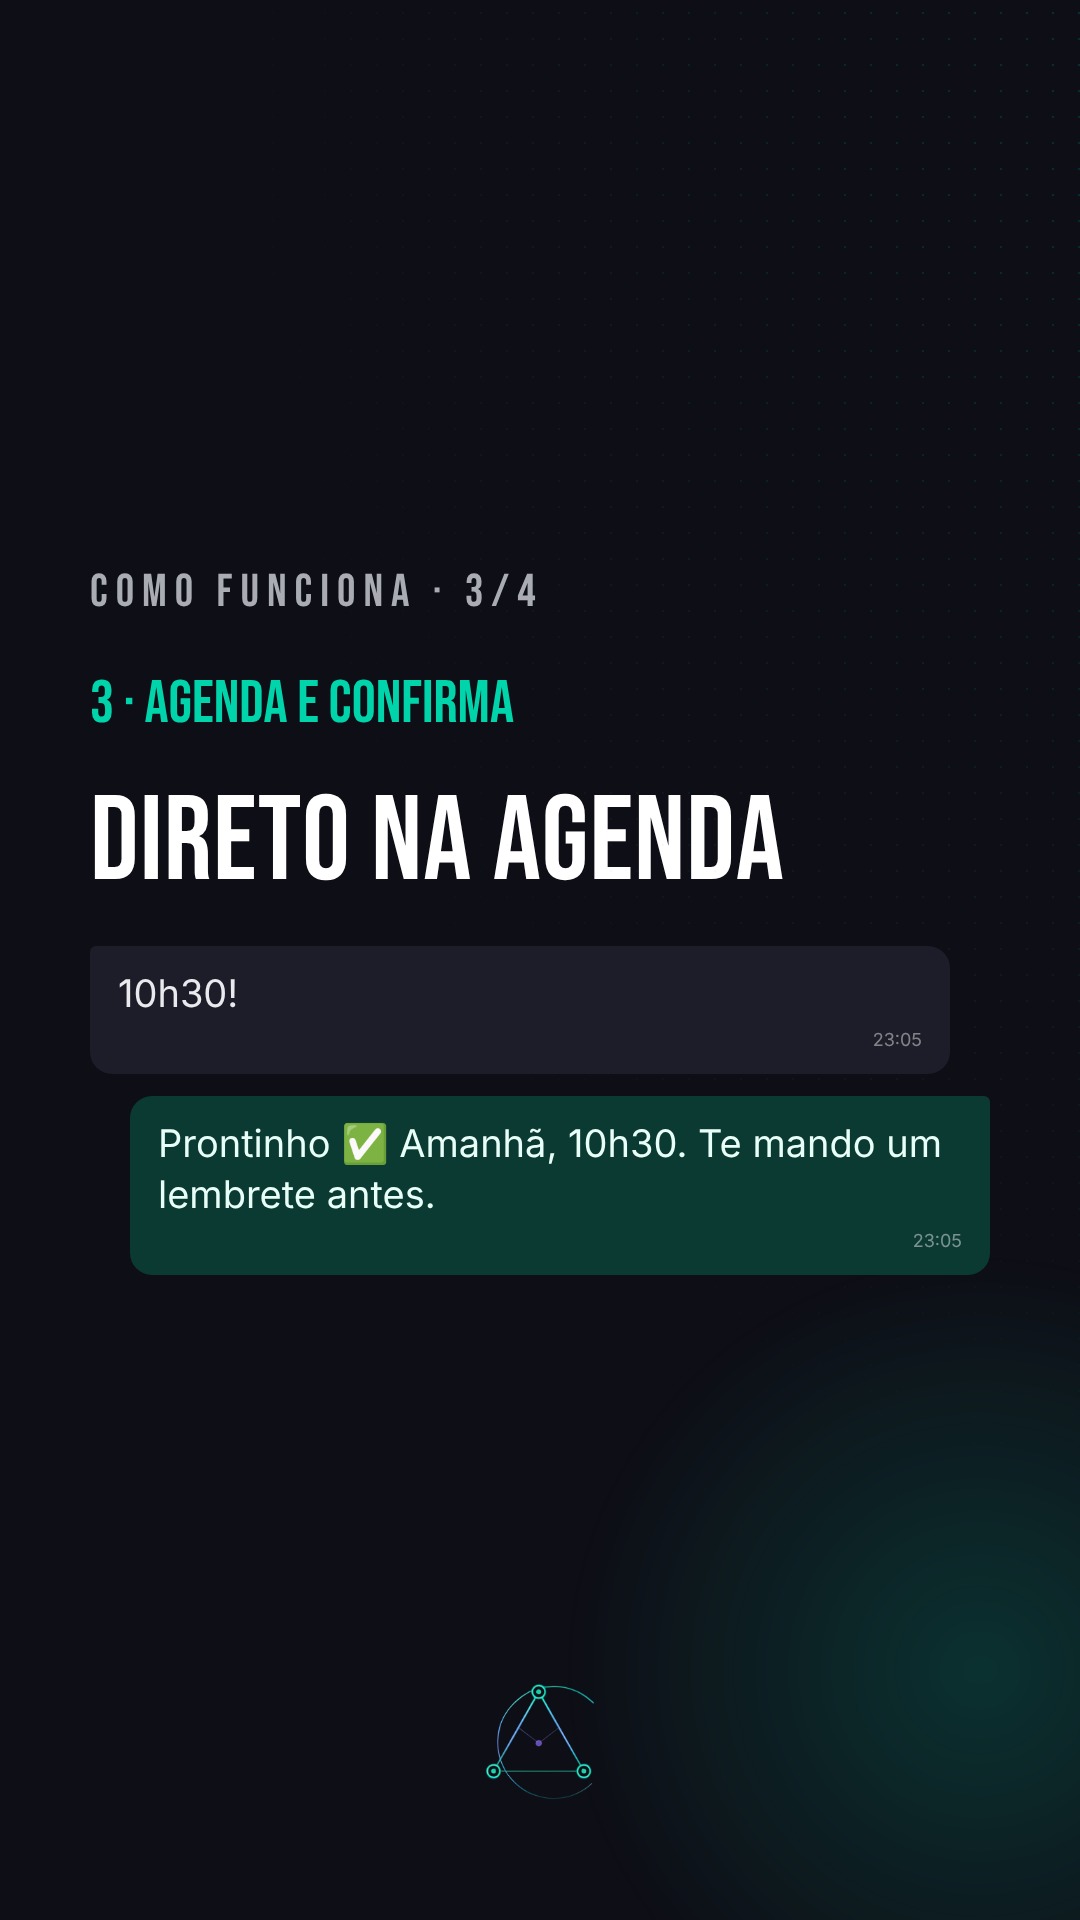 COMO FUNCIONA · 3/4
3 · AGENDA E CONFIRMA
DIRETO NA AGENDA
10h30!
23:05
Prontinho ✅ Amanhã, 10h30. Te mando um
lembrete antes.
23:05